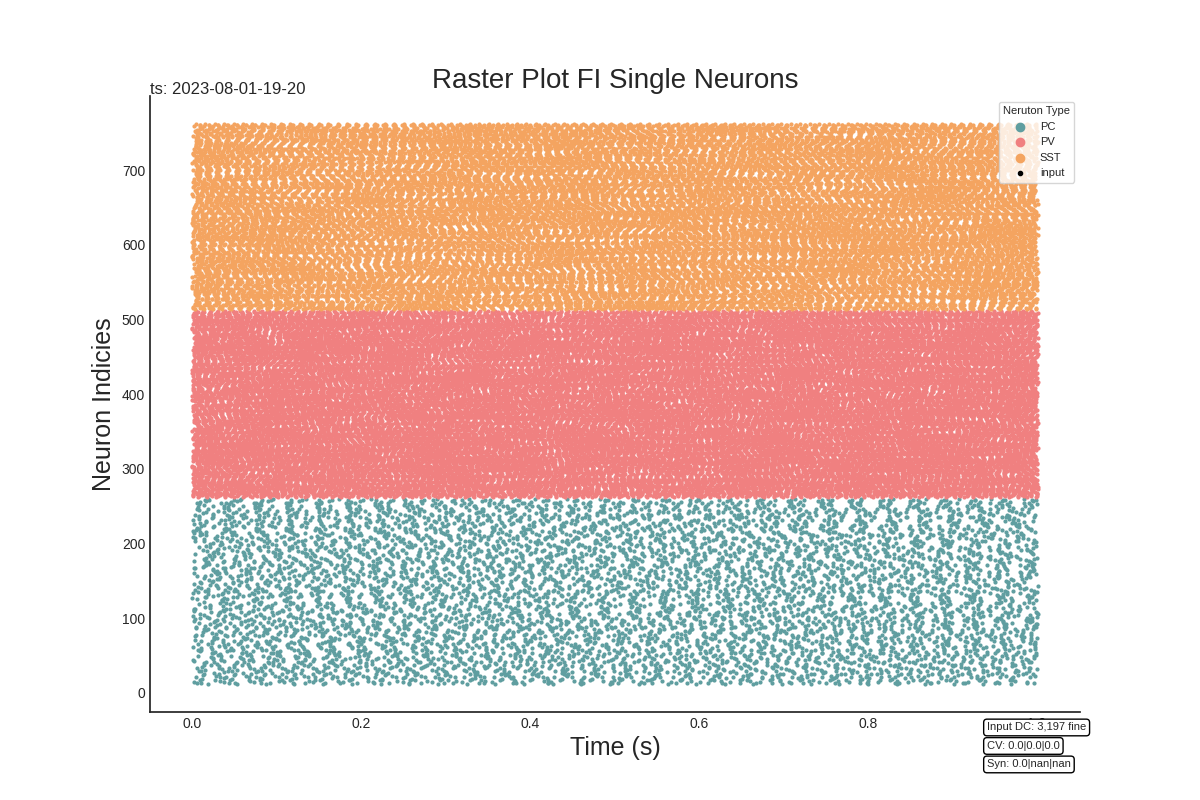 Raster Plot FI Single Neurons
ts: 2023-08-01-19-20
Neruton Type
PC
PV
SST
input
Neuron Indicies
700
600
500
400
300
200
100
0
0.0
0.2
0.4
0.6
0.8
Time (s)
Input DC: 3,197 fine
CV: 0.0|0.0|0.0
Syn: 0.0|nan|nan